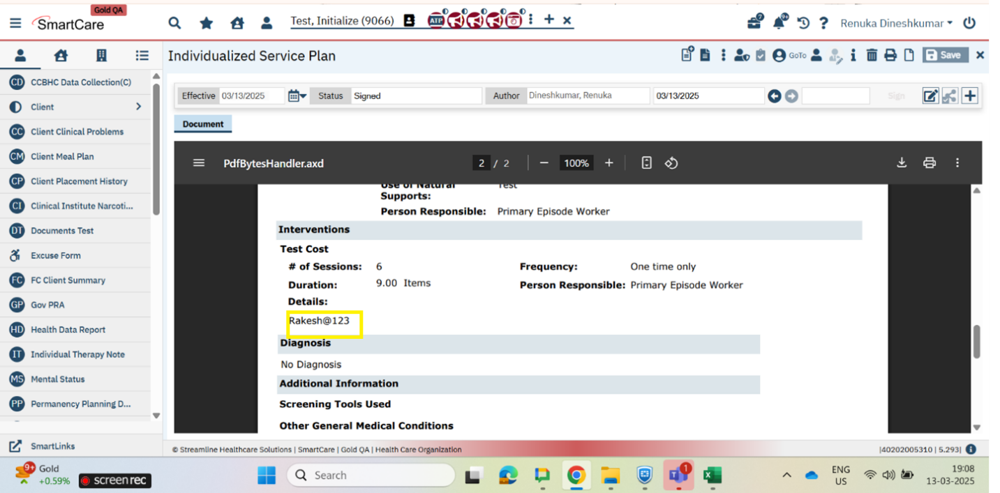 Gold QA
SmartCare
Test, Initialize (9066)
ATP
?
9+
?
Renuka Dineshkumar
Individualized Service Plan
GoTo
Save
CD CCBHC Data Collection(C)
Client
CC Client Clinical Problems
CM Client Meal Plan
CP Client Placement History
CI Clinical Institute Narcoti...
DT Documents Test
Excuse Form
FC FC Client Summary
GP Gov PRA
HD Health Data Report
IT Individual Therapy Note
MS Mental Status
PP Permanency Planning D...
SmartLinks
Effective 03/13/2025 Status Signed Author Dineshkumar, Renuka 03/13/2025 Sign
Document
PdfBytesHandler.axd 2 / 2 100%
Use of Natural Test
Supports:
Person Responsible: Primary Episode Worker
Interventions
Test Cost
# of Sessions: 6 Frequency: One time only
Duration: 9.00 Items Person Responsible: Primary Episode Worker
Details:
Rakesh@123
Diagnosis
No Diagnosis
Additional Information
Screening Tools Used
Other General Medical Conditions
© Streamline Healthcare Solutions | SmartCare | Gold QA | Health Care Organization |40202005310 | 5.293|
9+ Gold
+0.59%
screen rec
Search
1
ENG
US
19:08
13-03-2025